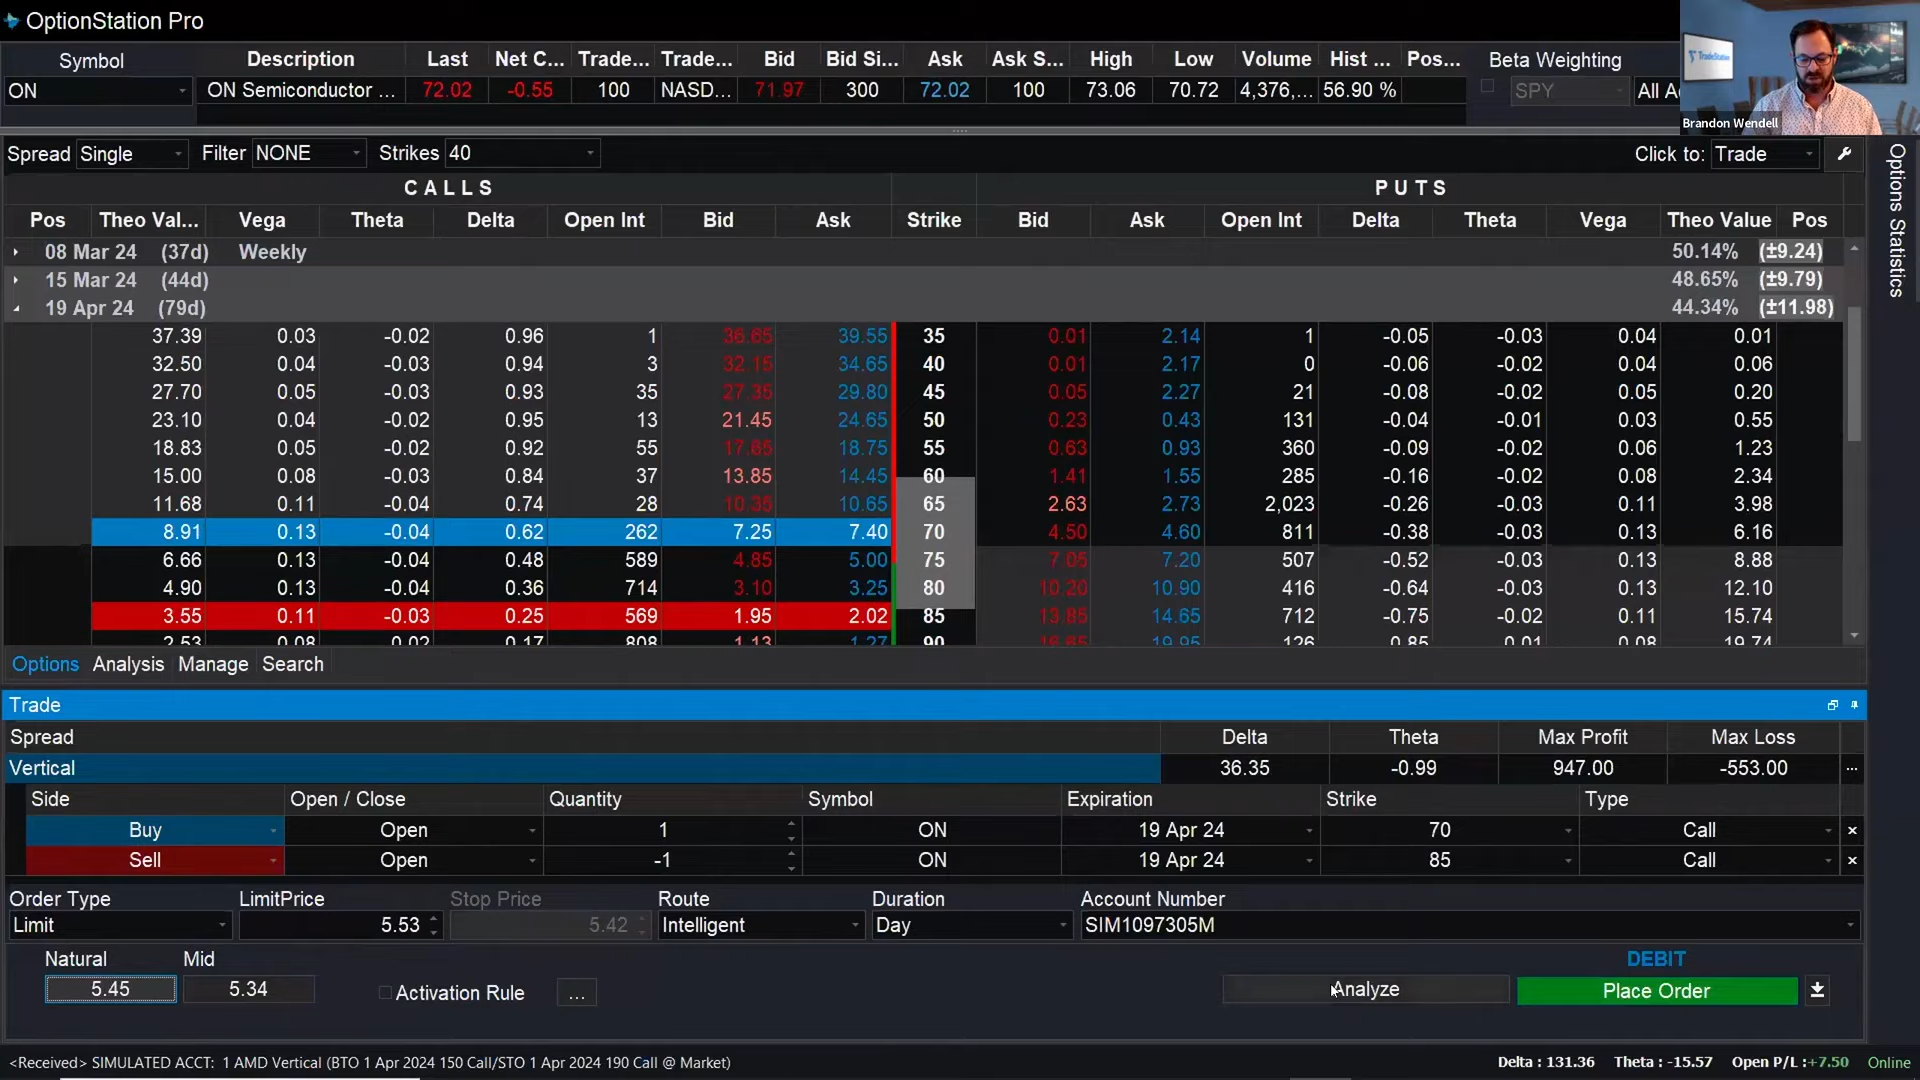 OptionStation Pro
Symbol Description Last Net C... Trade... Trade... Bid Bid Si... Ask Ask S... High Low Volume Hist ... Pos... Beta Weighting
ON ON Semiconductor ... 72.02 -0.55 100 NASD... 71.97 300 72.02 100 73.06 70.72 4,376,... 56.90 % SPY All A
TradeStation
Brandon Wendell
Spread Single Filter NONE Strikes 40 Click to: Trade
Options Statistics
CALLS PUTS
Pos Theo Val... Vega Theta Delta Open Int Bid Ask Strike Bid Ask Open Int Delta Theta Vega Theo Value Pos
08 Mar 24 (37d) Weekly 50.14% (±9.24)
15 Mar 24 (44d) 48.65% (±9.79)
19 Apr 24 (79d) 44.34% (±11.98)
37.39 0.03 -0.02 0.96 1 36.65 39.55 35 0.01 2.14 1 -0.05 -0.03 0.04 0.01
32.50 0.04 -0.03 0.94 3 32.15 34.65 40 0.01 2.17 0 -0.06 -0.02 0.04 0.06
27.70 0.05 -0.03 0.93 35 27.35 29.80 45 0.05 2.27 21 -0.08 -0.02 0.05 0.20
23.10 0.04 -0.02 0.95 13 21.45 24.65 50 0.23 0.43 131 -0.04 -0.01 0.03 0.55
18.83 0.05 -0.02 0.92 55 17.65 18.75 55 0.63 0.93 360 -0.09 -0.02 0.06 1.23
15.00 0.08 -0.03 0.84 37 13.85 14.45 60 1.41 1.55 285 -0.16 -0.02 0.08 2.34
11.68 0.11 -0.04 0.74 28 10.35 10.65 65 2.63 2.73 2,023 -0.26 -0.03 0.11 3.98
8.91 0.13 -0.04 0.62 262 7.25 7.40 70 4.50 4.60 811 -0.38 -0.03 0.13 6.16
6.66 0.13 -0.04 0.48 589 4.85 5.00 75 7.05 7.20 507 -0.52 -0.03 0.13 8.88
4.90 0.13 -0.04 0.36 714 3.10 3.25 80 10.20 10.90 416 -0.64 -0.03 0.13 12.10
3.55 0.11 -0.03 0.25 569 1.95 2.02 85 13.85 14.65 712 -0.75 -0.02 0.11 15.74
2.53 0.08 -0.02 0.17 808 1.13 1.27 90 19.95 126 -0.85 -0.01 0.08 19.74
Options Analysis Manage Search
Trade
Spread Delta Theta Max Profit Max Loss
Vertical 36.35 -0.99 947.00 -553.00 ...
Side Open / Close Quantity Symbol Expiration Strike Type
Buy Open 1 ON 19 Apr 24 70 Call ×
Sell Open -1 ON 19 Apr 24 85 Call ×
Order Type LimitPrice Stop Price Route Duration Account Number
Limit 5.53 5.42 Intelligent Day SIM1097305M
Natural Mid DEBIT
5.45 5.34 Activation Rule ... Analyze Place Order
<Received> SIMULATED ACCT: 1 AMD Vertical (BTO 1 Apr 2024 150 Call/STO 1 Apr 2024 190 Call @ Market) Delta : 131.36 Theta : -15.57 Open P/L :+7.50 Online